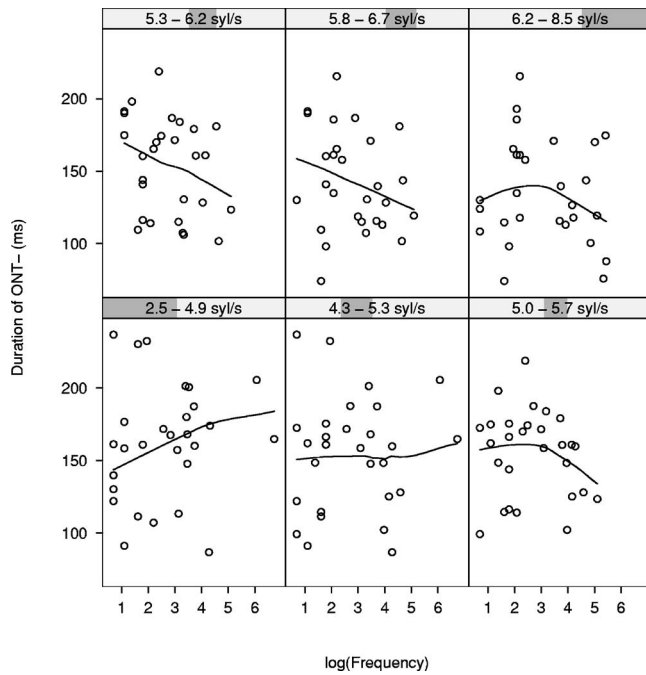 5.3 – 6.2 syl/s 5.8 – 6.7 syl/s 6.2 – 8.5 syl/s
200
150
100
Duration of ONT– (ms)
2.5 – 4.9 syl/s 4.3 – 5.3 syl/s 5.0 – 5.7 syl/s
200
150
100
1 2 3 4 5 6 1 2 3 4 5 6 1 2 3 4 5 6
log(Frequency)